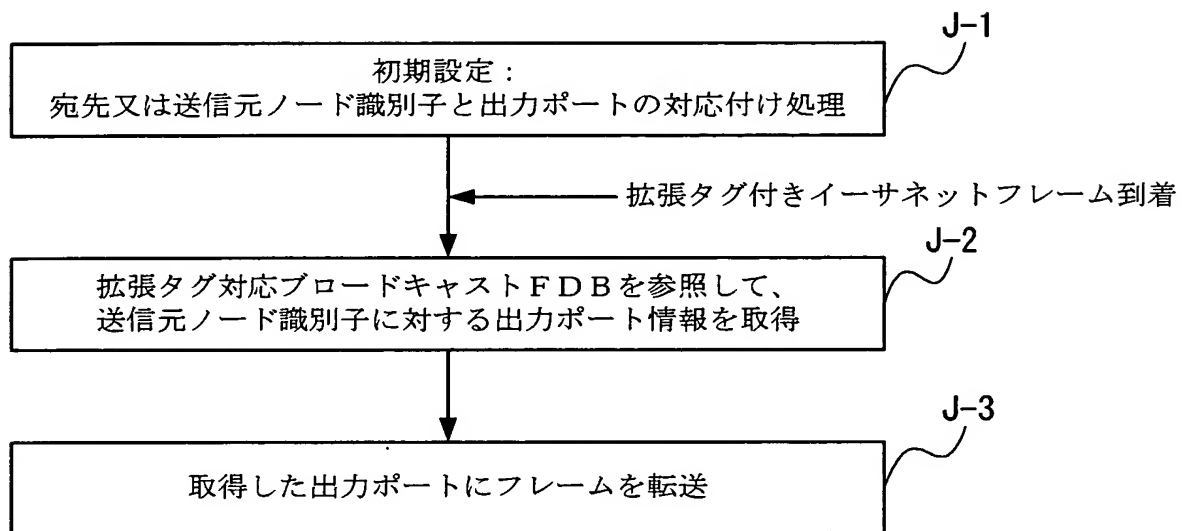 J-1
初期設定：
宛先又は送信元ノード識別子と出力ポートの対応付け処理
拡張タグ付きイーサネットフレーム到着
J-2
拡張タグ対応ブロードキャストＦＤＢを参照して、
送信元ノード識別子に対する出力ポート情報を取得
J-3
取得した出力ポートにフレームを転送